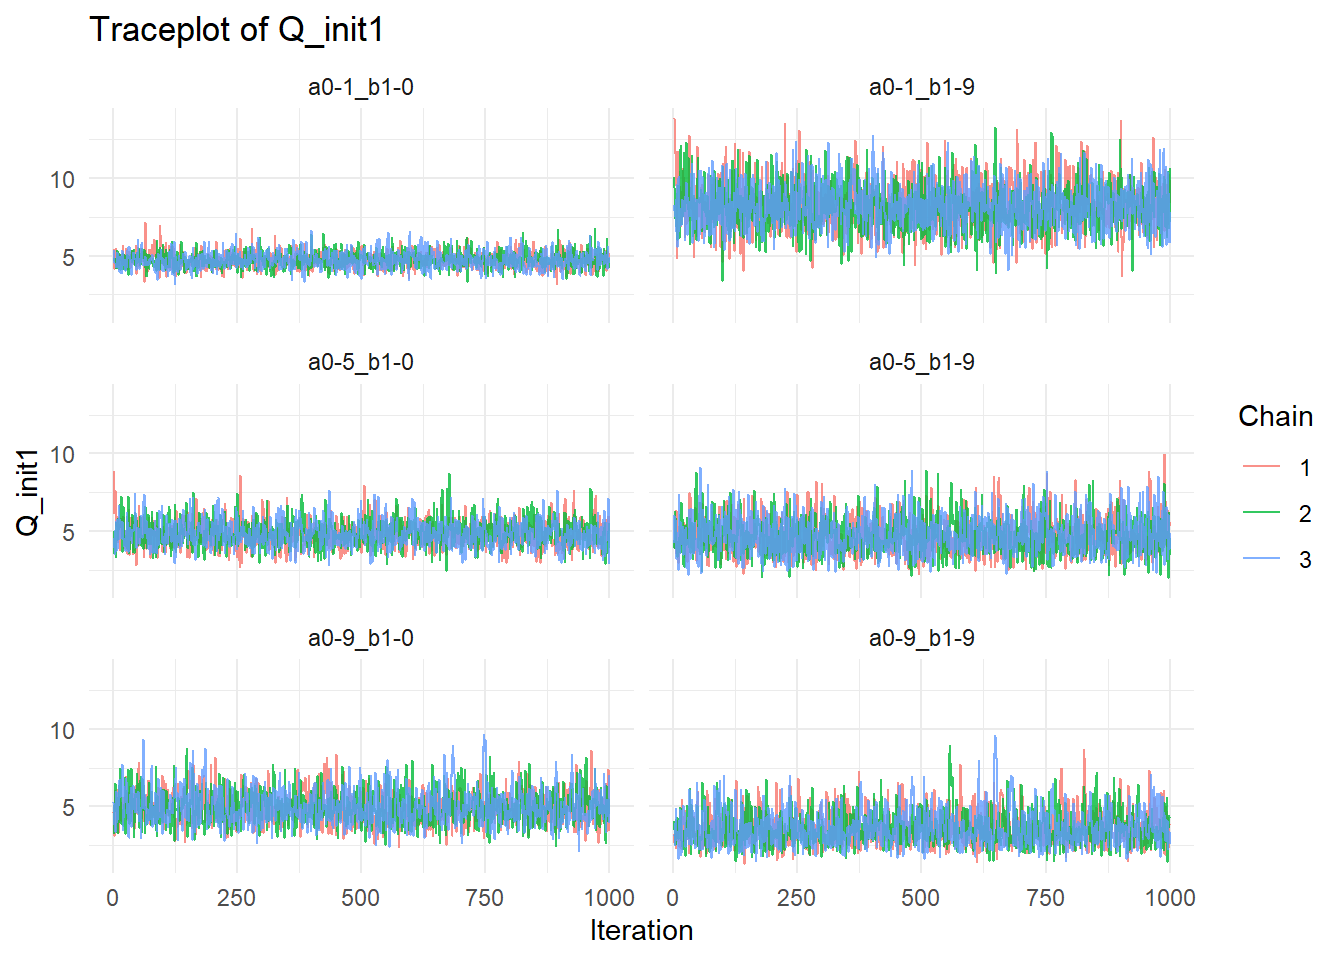 Traceplot of Q_init1
a0-1_b1-0
a0-1_b1-9
10
5
a0-5_b1-0
a0-5_b1-9
10
5
Q_init1
Chain
1
2
3
a0-9_b1-0
a0-9_b1-9
10
5
0 250 500 750 1000
0 250 500 750 1000
Iteration